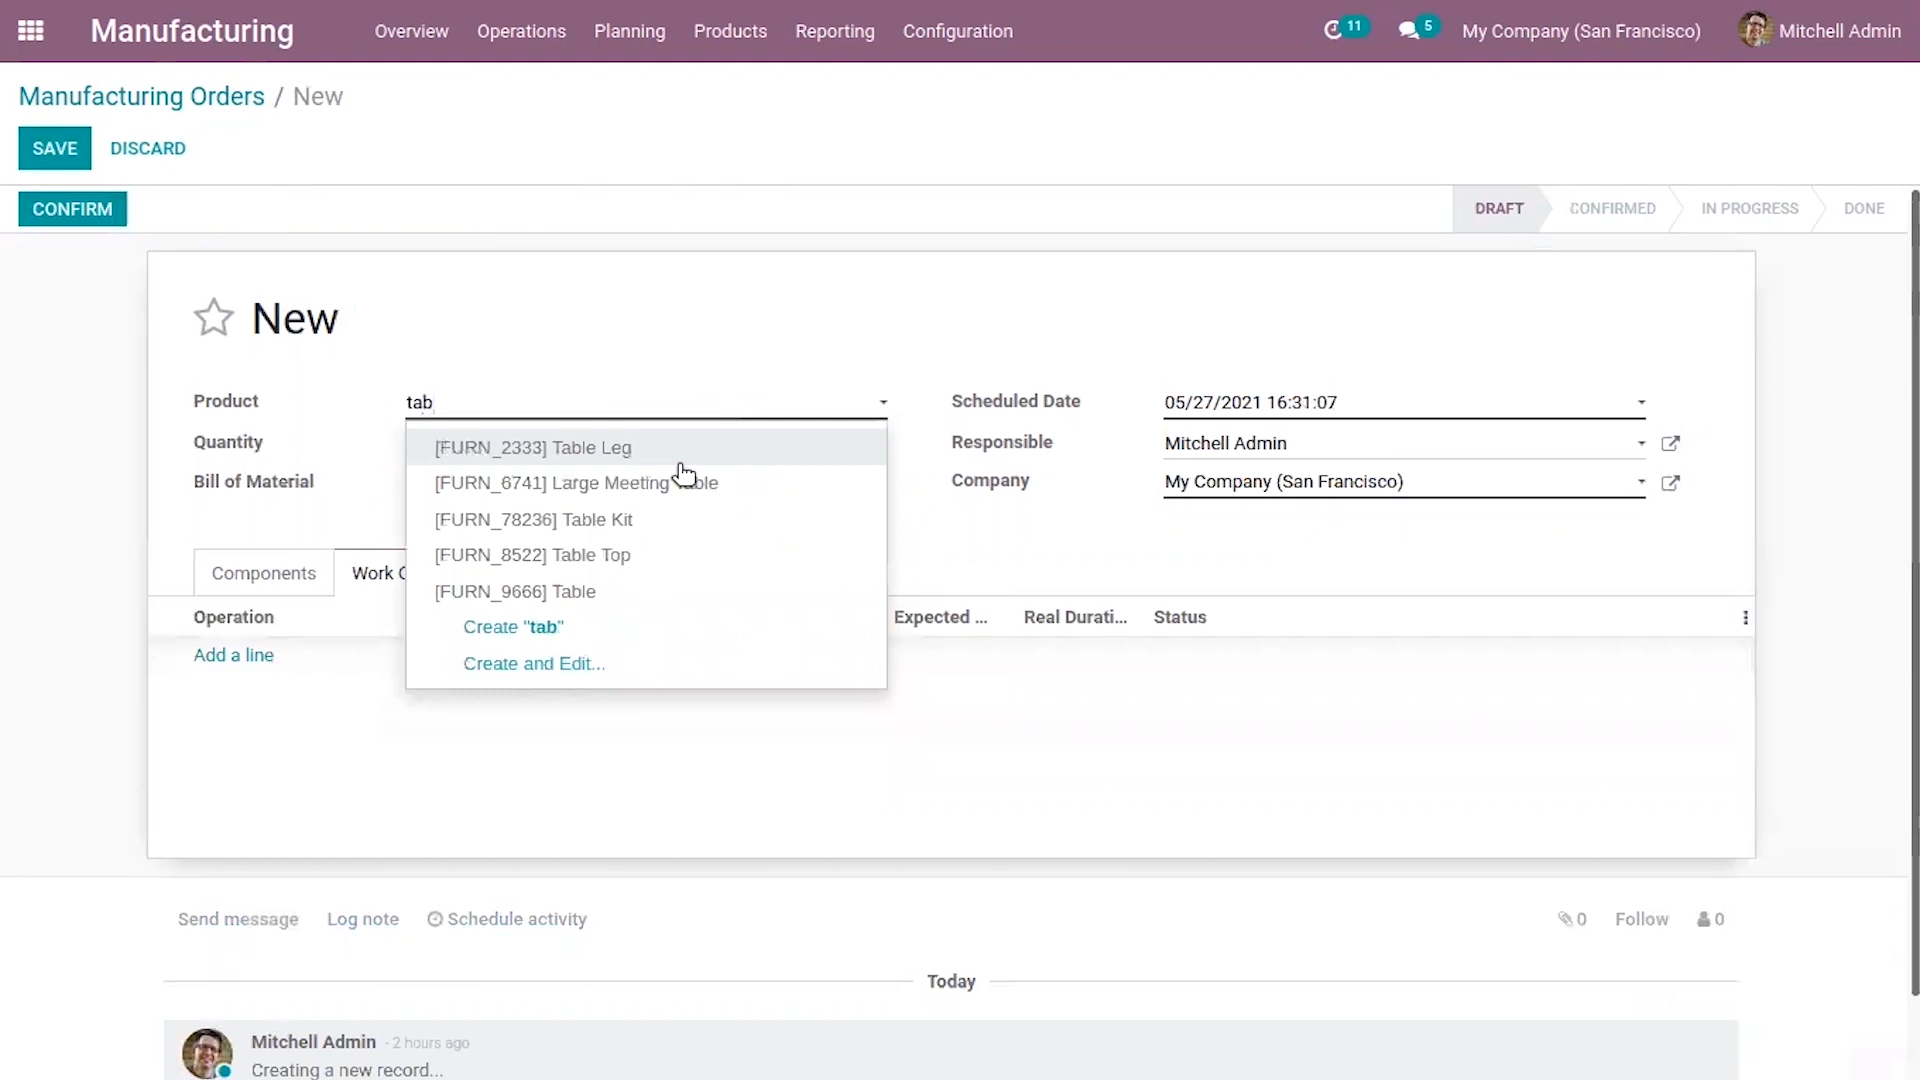 Manufacturing Overview Operations Planning Products Reporting Configuration 11 5 My Company (San Francisco) Mitchell Admin
Manufacturing Orders / New
SAVE DISCARD
CONFIRM DRAFT CONFIRMED IN PROGRESS DONE
New
Product tab Scheduled Date 05/27/2021 16:31:07
Quantity Responsible Mitchell Admin
Bill of Material Company My Company (San Francisco)
[FURN_2333] Table Leg
[FURN_6741] Large Meeting Table
[FURN_78236] Table Kit
[FURN_8522] Table Top
[FURN_9666] Table
Create "tab"
Create and Edit...
Components Work O
Operation Expected ... Real Durati... Status
Add a line
Send message Log note Schedule activity 0 Follow 0
Today
Mitchell Admin - 2 hours ago
Creating a new record...